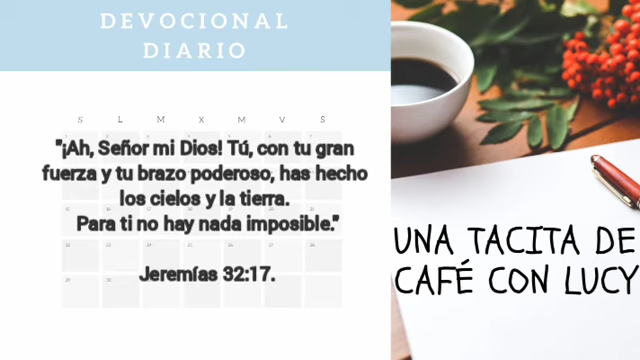 DEVOCIONAL
DIARIO
S L M X M V S
"¡Ah, Señor mi Dios! Tú, con tu gran
fuerza y tu brazo poderoso, has hecho
los cielos y la tierra.
Para ti no hay nada imposible."
Jeremías 32:17.
UNA TACITA DE
CAFÉ CON LUCY